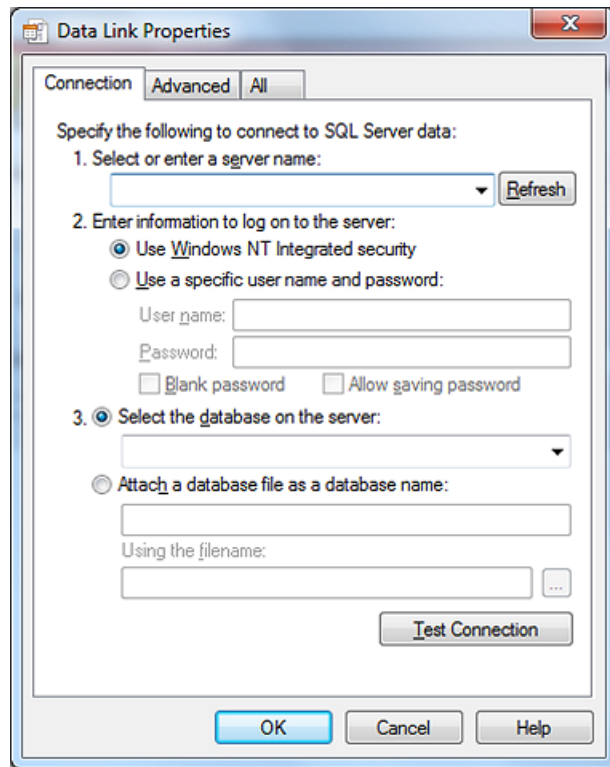 Data Link Properties
Connection Advanced All
Specify the following to connect to SQL Server data:
1. Select or enter a server name:
Refresh
2. Enter information to log on to the server:
Use Windows NT Integrated security
Use a specific user name and password:
User name:
Password:
Blank password Allow saving password
3. Select the database on the server:
Attach a database file as a database name:
Using the filename:
...
Test Connection
OK Cancel Help